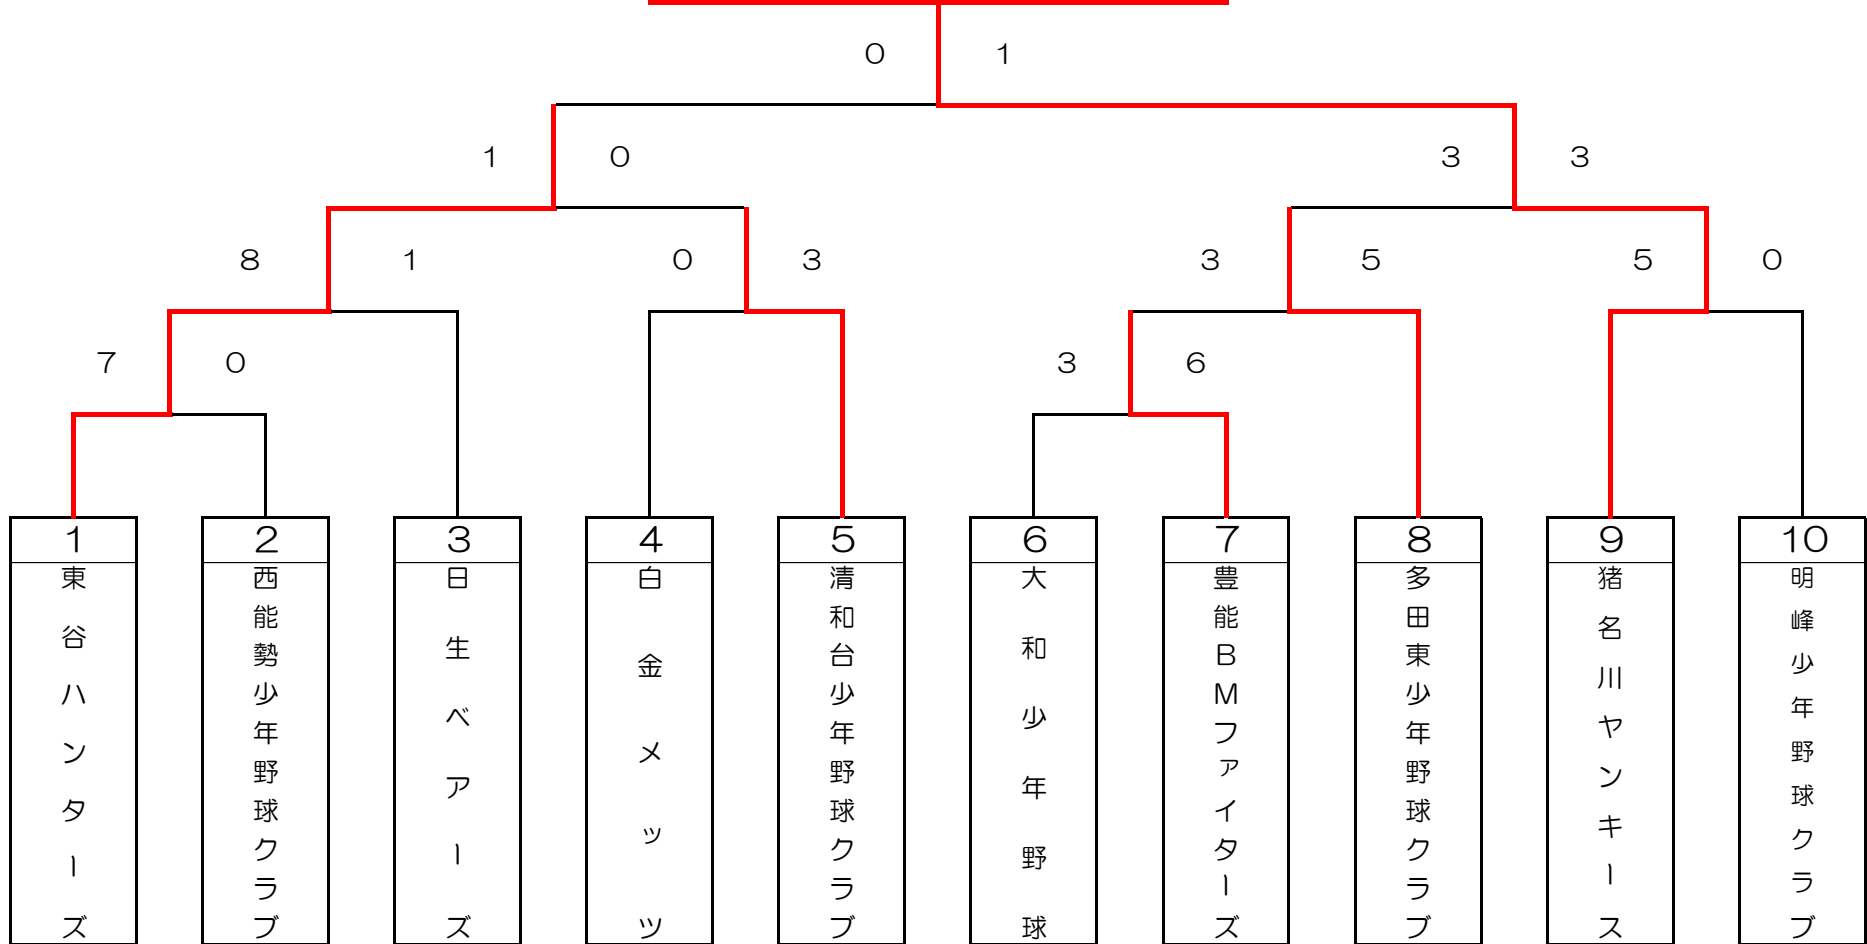 0 1
1 0 3 3
8 1 0 3 3 5 5 0
7 0 3 6
1 2 3 4 5 6 7 8 9 10
東谷ハンターズ
西能勢少年野球クラブ
日生ベアーズ
白金メッツ
清和台少年野球クラブ
大和少年野球
豊能BMファイターズ
多田東少年野球クラブ
猪名川ヤンキース
明峰少年野球クラブ